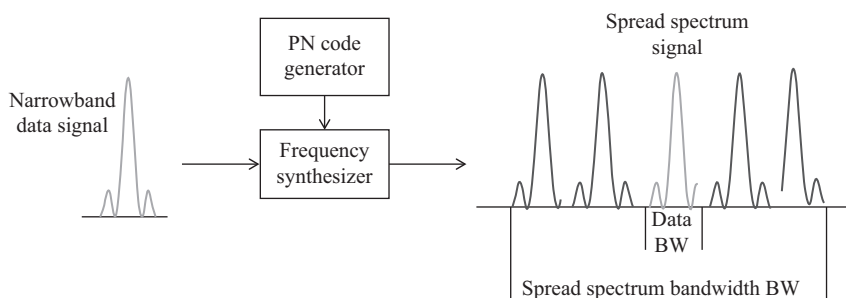 Narrowband
data signal
PN code
generator
Frequency
synthesizer
Spread spectrum
signal
Data
BW
Spread spectrum bandwidth BW